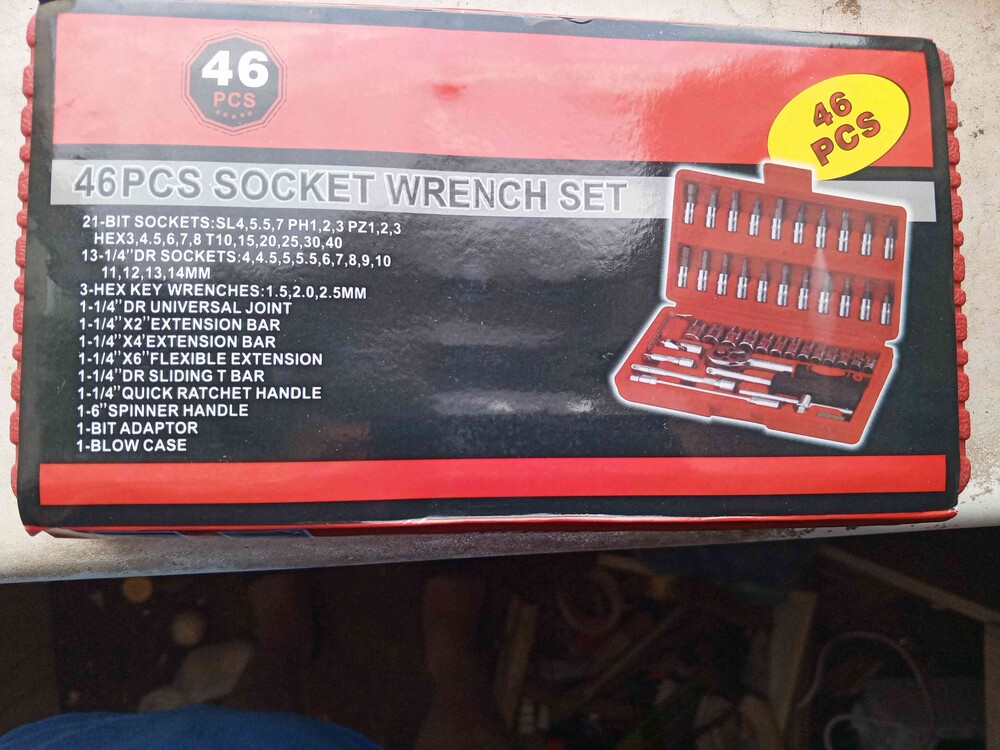 46
PCS
46
PCS
46PCS SOCKET WRENCH SET
21-BIT SOCKETS:SL4,5.5,7 PH1,2,3 PZ1,2,3
HEX3,4.5,6,7,8 T10,15,20,25,30,40
13-1/4"DR SOCKETS:4,4.5,5,5.5,6,7,8,9,10
11,12,13,14MM
3-HEX KEY WRENCHES:1.5,2.0,2.5MM
1-1/4"DR UNIVERSAL JOINT
1-1/4"X2"EXTENSION BAR
1-1/4"X4'EXTENSION BAR
1-1/4"X6"FLEXIBLE EXTENSION
1-1/4"DR SLIDING T BAR
1-1/4"QUICK RATCHET HANDLE
1-6"SPINNER HANDLE
1-BIT ADAPTOR
1-BLOW CASE